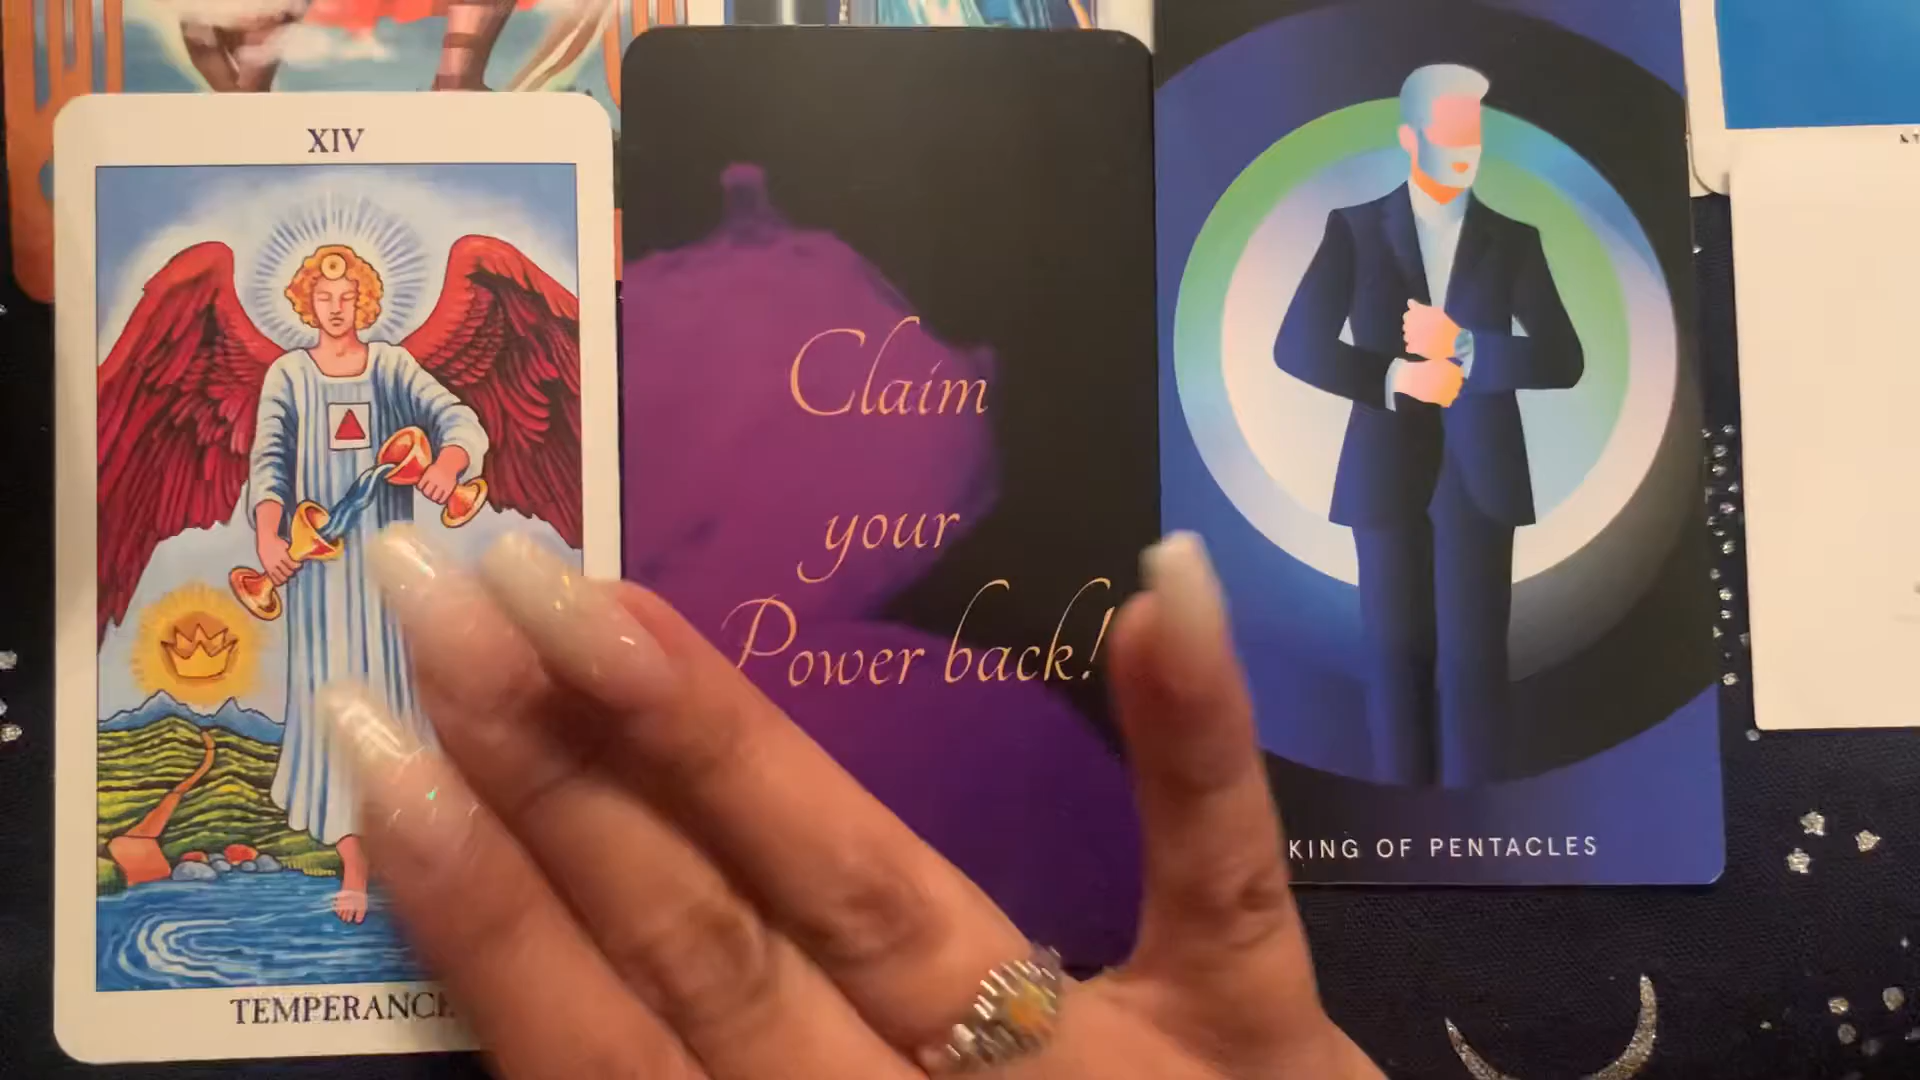 XIV
Claim
your
Power back!
KING OF PENTACLES
TEMPERANCE